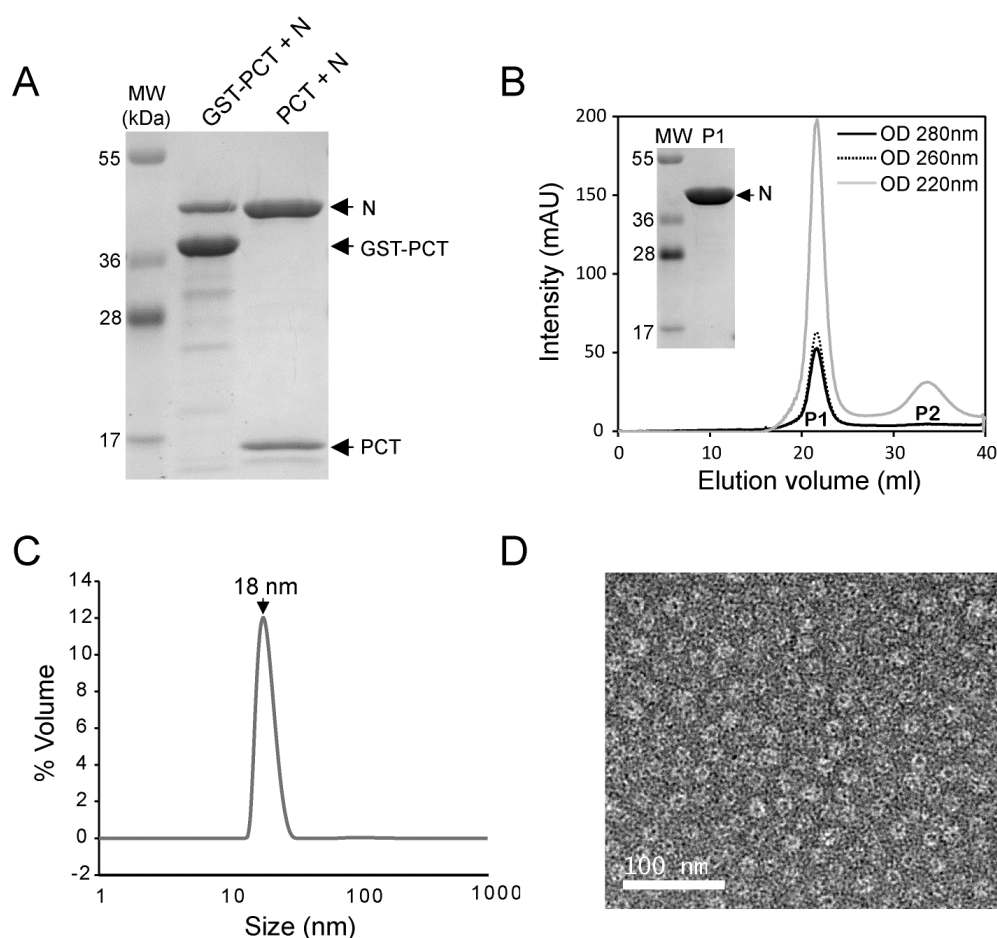 A
MW
(kDa)
GST-PCT + N
PCT + N
55
36
28
17
N
GST-PCT
PCT
B
200
150
100
50
0
Intensity (mAU)
MW P1
55
36
28
17
N
OD 280nm
OD 260nm
OD 220nm
P1
P2
0 10 20 30 40
Elution volume (ml)
C
18 nm
14
12
10
8
6
4
2
0
-2
% Volume
1 10 100 1000
Size (nm)
D
100 nm